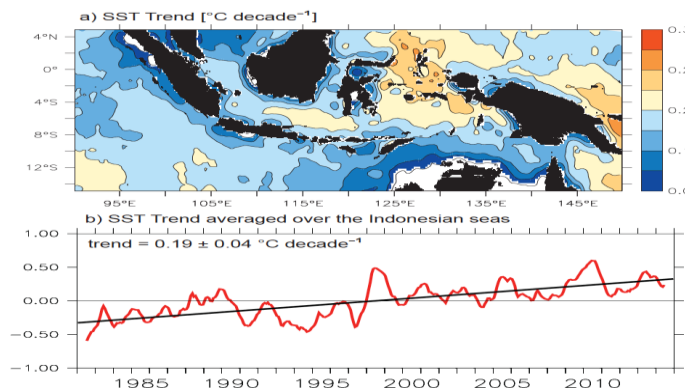 a) SST Trend [°C decade⁻¹]
4°N
0°
4°S
8°S
12°S
95°E 105°E 115°E 125°E 135°E 145°E
b) SST Trend averaged over the Indonesian seas
trend = 0.19 ± 0.04 °C decade⁻¹
1.00
0.50
0.00
−0.50
−1.00
1985 1990 1995 2000 2005 2010